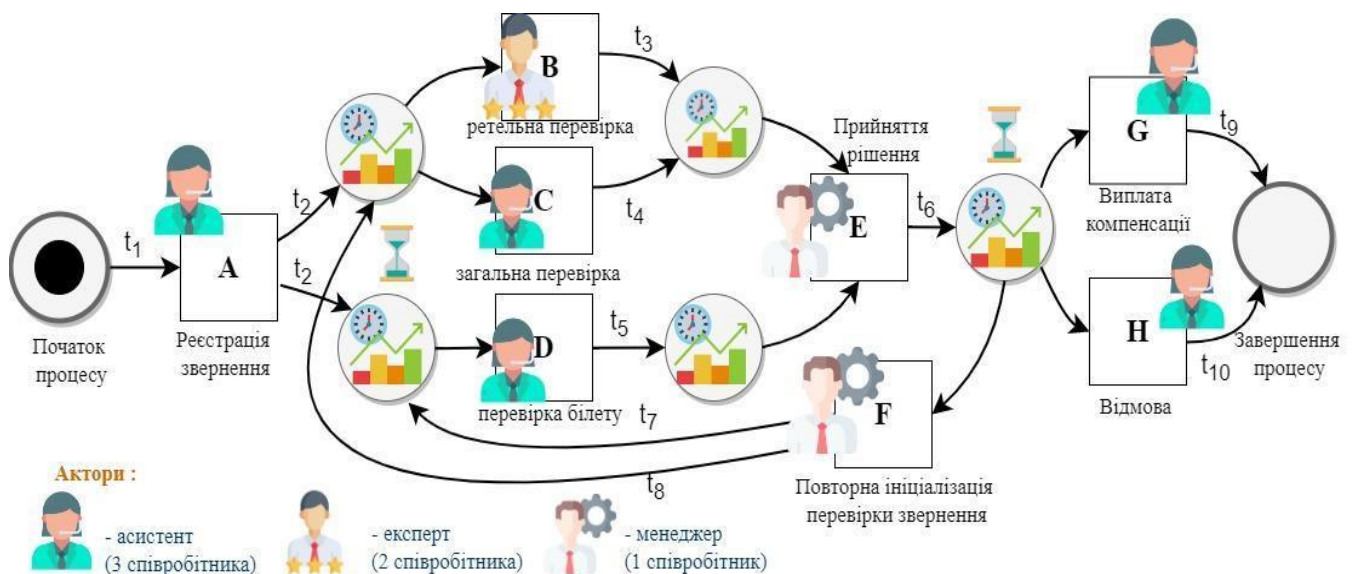 Початок
процесу
t1
A
Реєстрація
звернення
t2
t2
B
ретельна перевірка
t3
C
загальна перевірка
t4
D
перевірка білету
t5
Прийняття
рішення
E
t6
F
Повторна ініціалізація
перевірки звернення
t7
t8
G
Виплата
компенсації
t9
H
Відмова
t10
Завершення
процесу
Актори :
- асистент
(3 співробітника)
- експерт
(2 співробітника)
- менеджер
(1 співробітник)